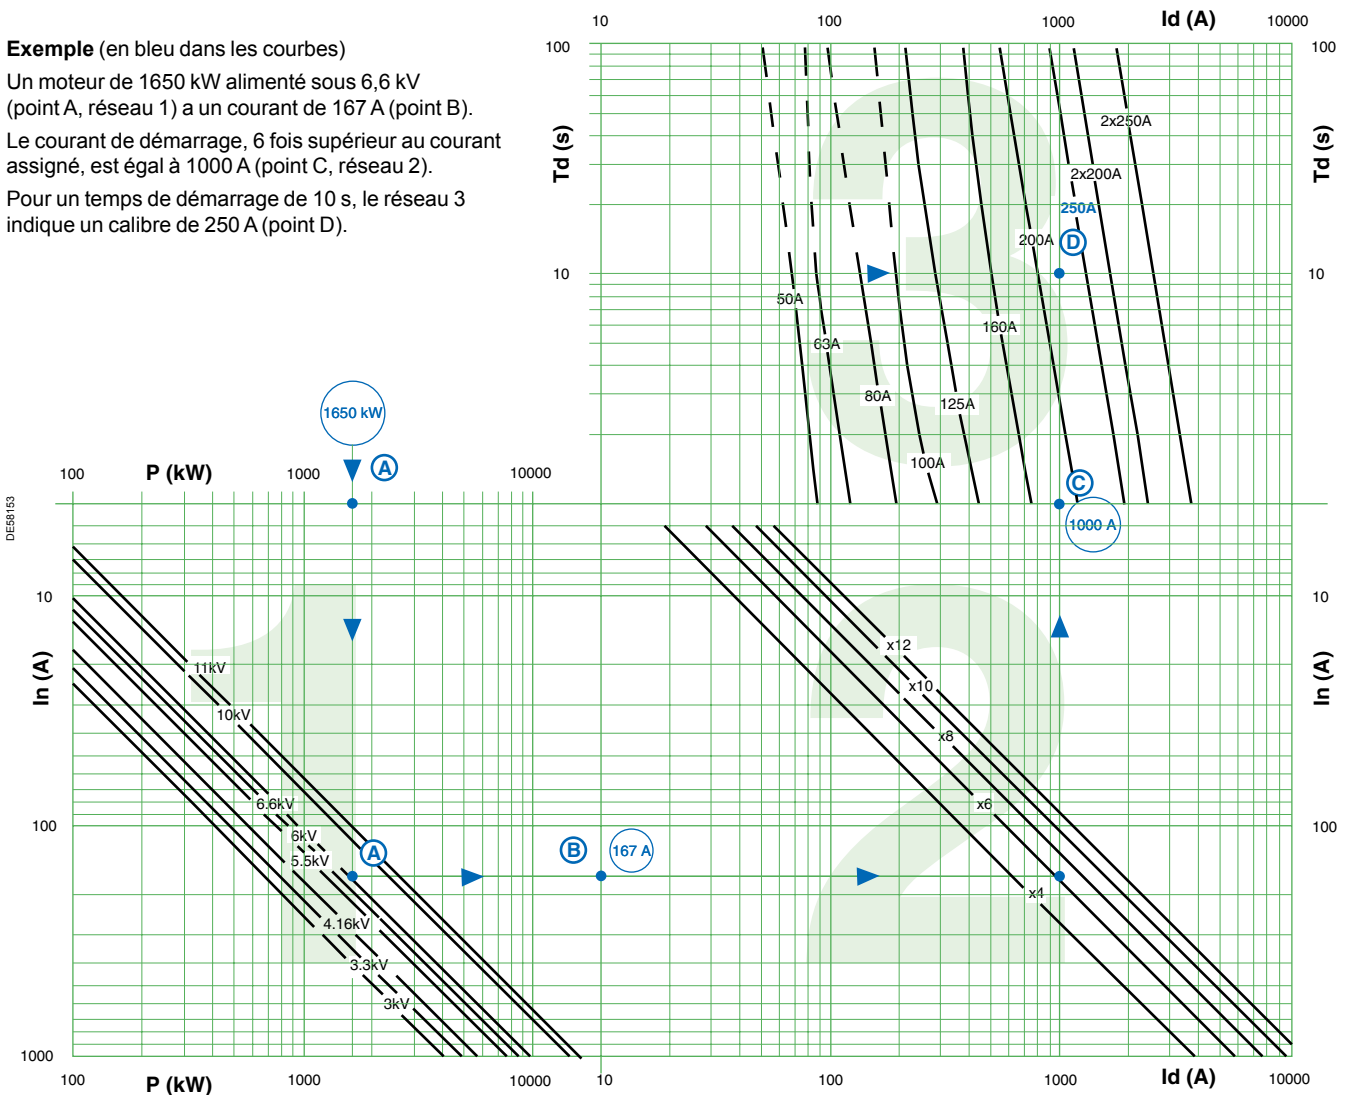 Exemple (en bleu dans les courbes)
Un moteur de 1650 kW alimenté sous 6,6 kV
(point A, réseau 1) a un courant de 167 A (point B).
Le courant de démarrage, 6 fois supérieur au courant
assigné, est égal à 1000 A (point C, réseau 2).
Pour un temps de démarrage de 10 s, le réseau 3
indique un calibre de 250 A (point D).
10 100 1000 Id (A) 10000
100 100
Td (s) Td (s)
3
2x250A
2x200A
250A
200A D
10 10
50A
160A
63A
80A
125A
100A
1650 kW
A
100 P (kW) 1000 10000
C
1000 A
DE58153
10 10
1
2
In (A) In (A)
11kV
10kV
6.6kV
6kV
5.5kV
4.16kV
3.3kV
3kV
x12
x10
x8
x6
x4
100 100
A
B 167 A
1000
100 P (kW) 1000 10000 10 100 1000 Id (A) 10000